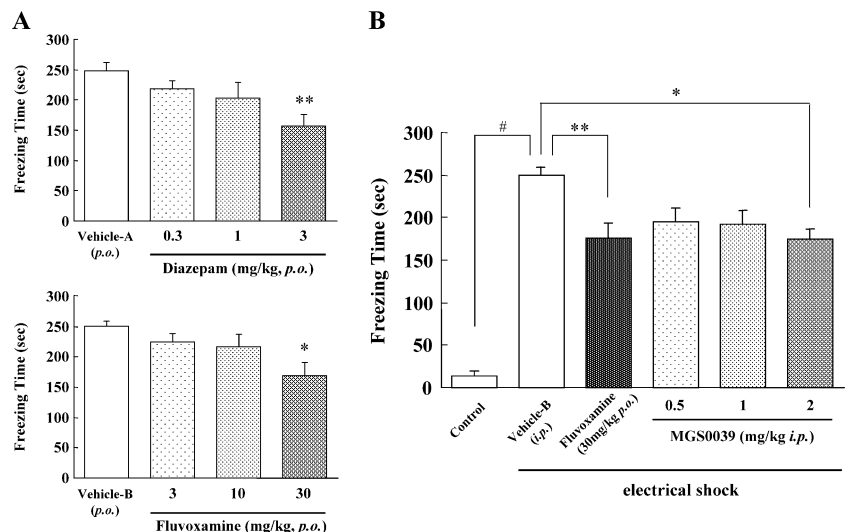 A
300
250
200
150
100
50
0
Freezing Time (sec)
**
Vehicle-A
(p.o.)
0.3 1 3
Diazepam (mg/kg, p.o.)
300
250
200
150
100
50
0
Freezing Time (sec)
*
Vehicle-B
(p.o.)
3 10 30
Fluvoxamine (mg/kg, p.o.)
B
300
250
200
150
100
50
0
Freezing Time (sec)
*
# **
Control
Vehicle-B
(i.p.)
Fluvoxamine
(30mg/kg p.o.)
0.5 1 2
MGS0039 (mg/kg i.p.)
electrical shock